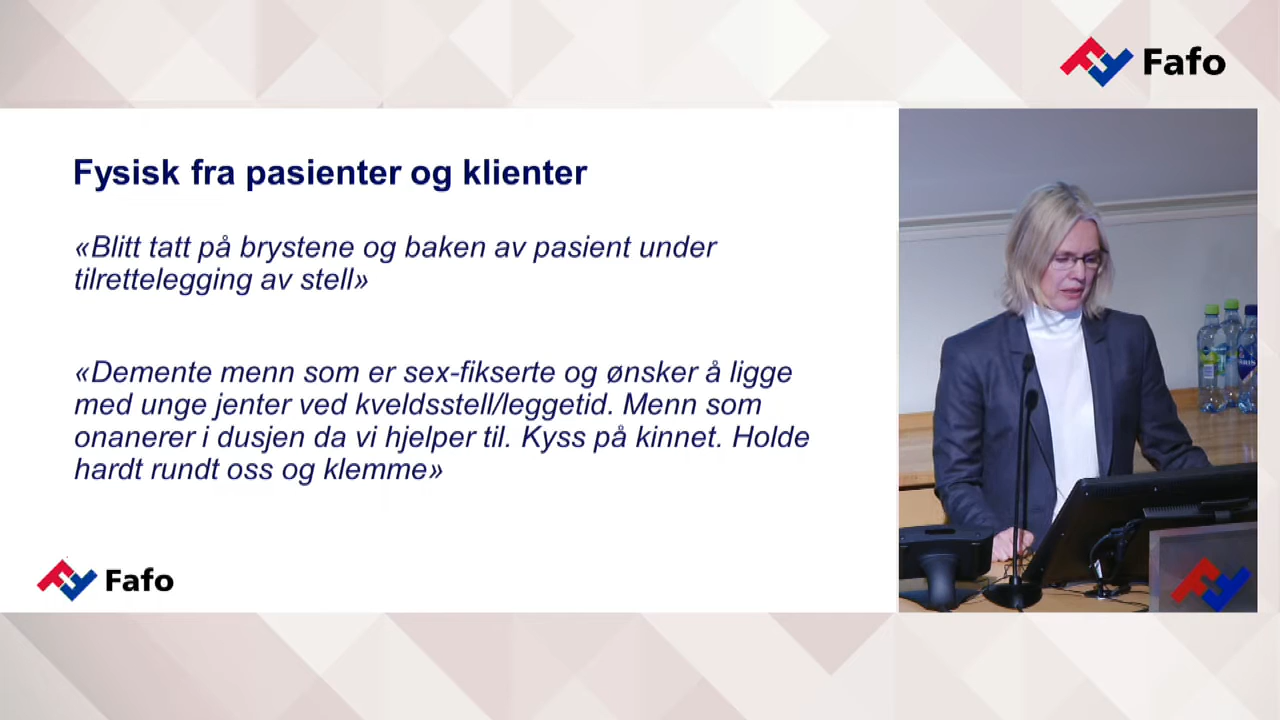 Fafo
Fysisk fra pasienter og klienter
«Blitt tatt på brystene og baken av pasient under
tilrettelegging av stell»
«Demente menn som er sex-fikserte og ønsker å ligge
med unge jenter ved kveldsstell/leggetid. Menn som
onanerer i dusjen da vi hjelper til. Kyss på kinnet. Holde
hardt rundt oss og klemme»
Fafo